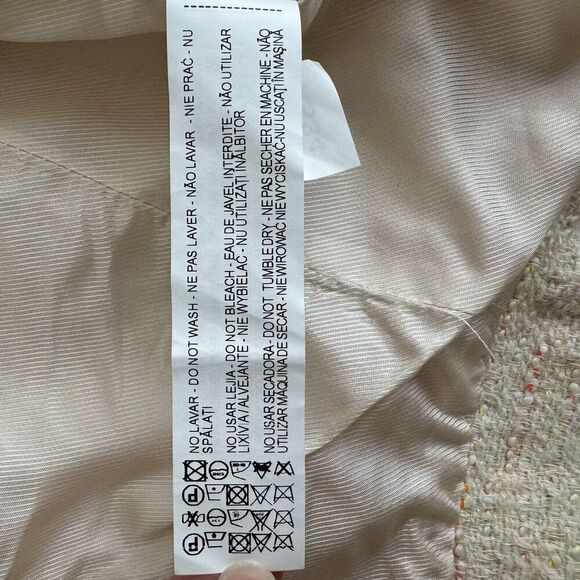 NO LAVAR - DO NOT WASH - NE PAS LAVER - NÃO LAVAR - NIE PRAĆ - NU
SPĂLAȚI
NO USAR LEJIA - DO NOT BLEACH - EAU DE JAVEL INTERDITE - NÃO UTILIZAR
LIXÍVIA / ALVEJANTE - NIE WYBIELAĆ - NU UTILIZAȚI ÎNĂLBITOR
NO USAR SECADORA - DO NOT TUMBLE DRY - NE PAS SECHER EN MACHINE - NÃO
UTILIZAR MÁQUINA DE SECAR - NIE WIROWAĆ NIE WYCISKAĆ-NU USCAȚI ÎN MAȘINĂ